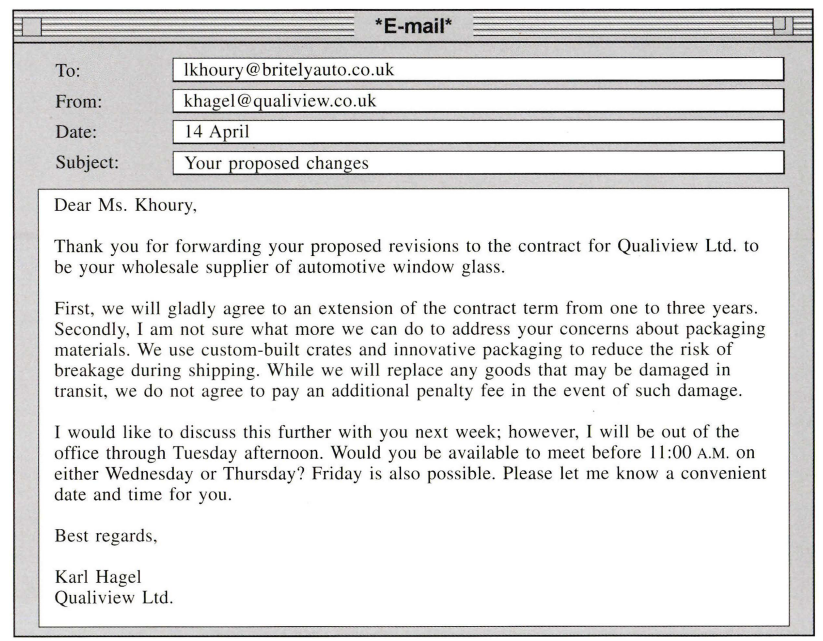 *E-mail*
To: lkhoury@britelyauto.co.uk
From: khagel@qualiview.co.uk
Date: 14 April
Subject: Your proposed changes
Dear Ms. Khoury,
Thank you for forwarding your proposed revisions to the contract for Qualiview Ltd. to
be your wholesale supplier of automotive window glass.
First, we will gladly agree to an extension of the contract term from one to three years.
Secondly, I am not sure what more we can do to address your concerns about packaging
materials. We use custom-built crates and innovative packaging to reduce the risk of
breakage during shipping. While we will replace any goods that may be damaged in
transit, we do not agree to pay an additional penalty fee in the event of such damage.
I would like to discuss this further with you next week; however, I will be out of the
office through Tuesday afternoon. Would you be available to meet before 11:00 A.M. on
either Wednesday or Thursday? Friday is also possible. Please let me know a convenient
date and time for you.
Best regards,
Karl Hagel
Qualiview Ltd.